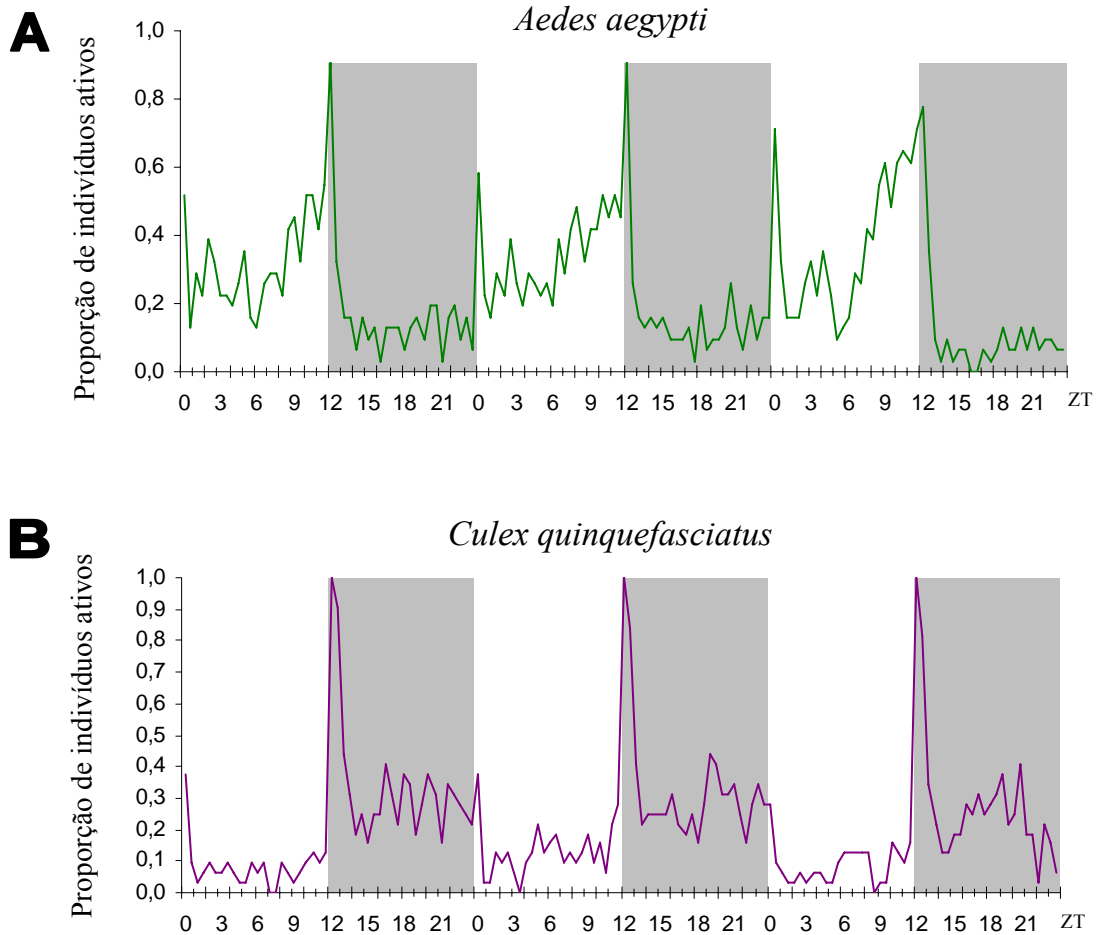 A
Aedes aegypti
Proporção de indivíduos ativos
1,0
0,8
0,6
0,4
0,2
0,0
0 3 6 9 12 15 18 21 0 3 6 9 12 15 18 21 0 3 6 9 12 15 18 21 ZT
B
Culex quinquefasciatus
Proporção de indivíduos ativos
1,0
0,9
0,8
0,7
0,6
0,5
0,4
0,3
0,2
0,1
0,0
0 3 6 9 12 15 18 21 0 3 6 9 12 15 18 21 0 3 6 9 12 15 18 21 ZT